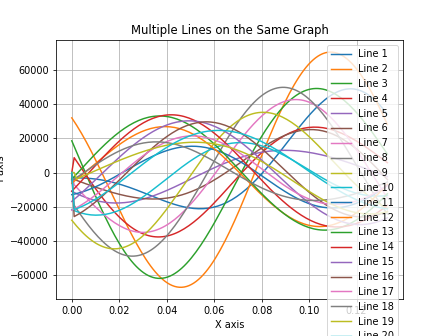 Multiple Lines on the Same Graph
60000
40000
20000
0
−20000
−40000
−60000
0.00
0.02
0.04
0.06
0.08
0.10
X axis
Line 1
Line 2
Line 3
Line 4
Line 5
Line 6
Line 7
Line 8
Line 9
Line 10
Line 11
Line 12
Line 13
Line 14
Line 15
Line 16
Line 17
Line 18
Line 19
Line 20